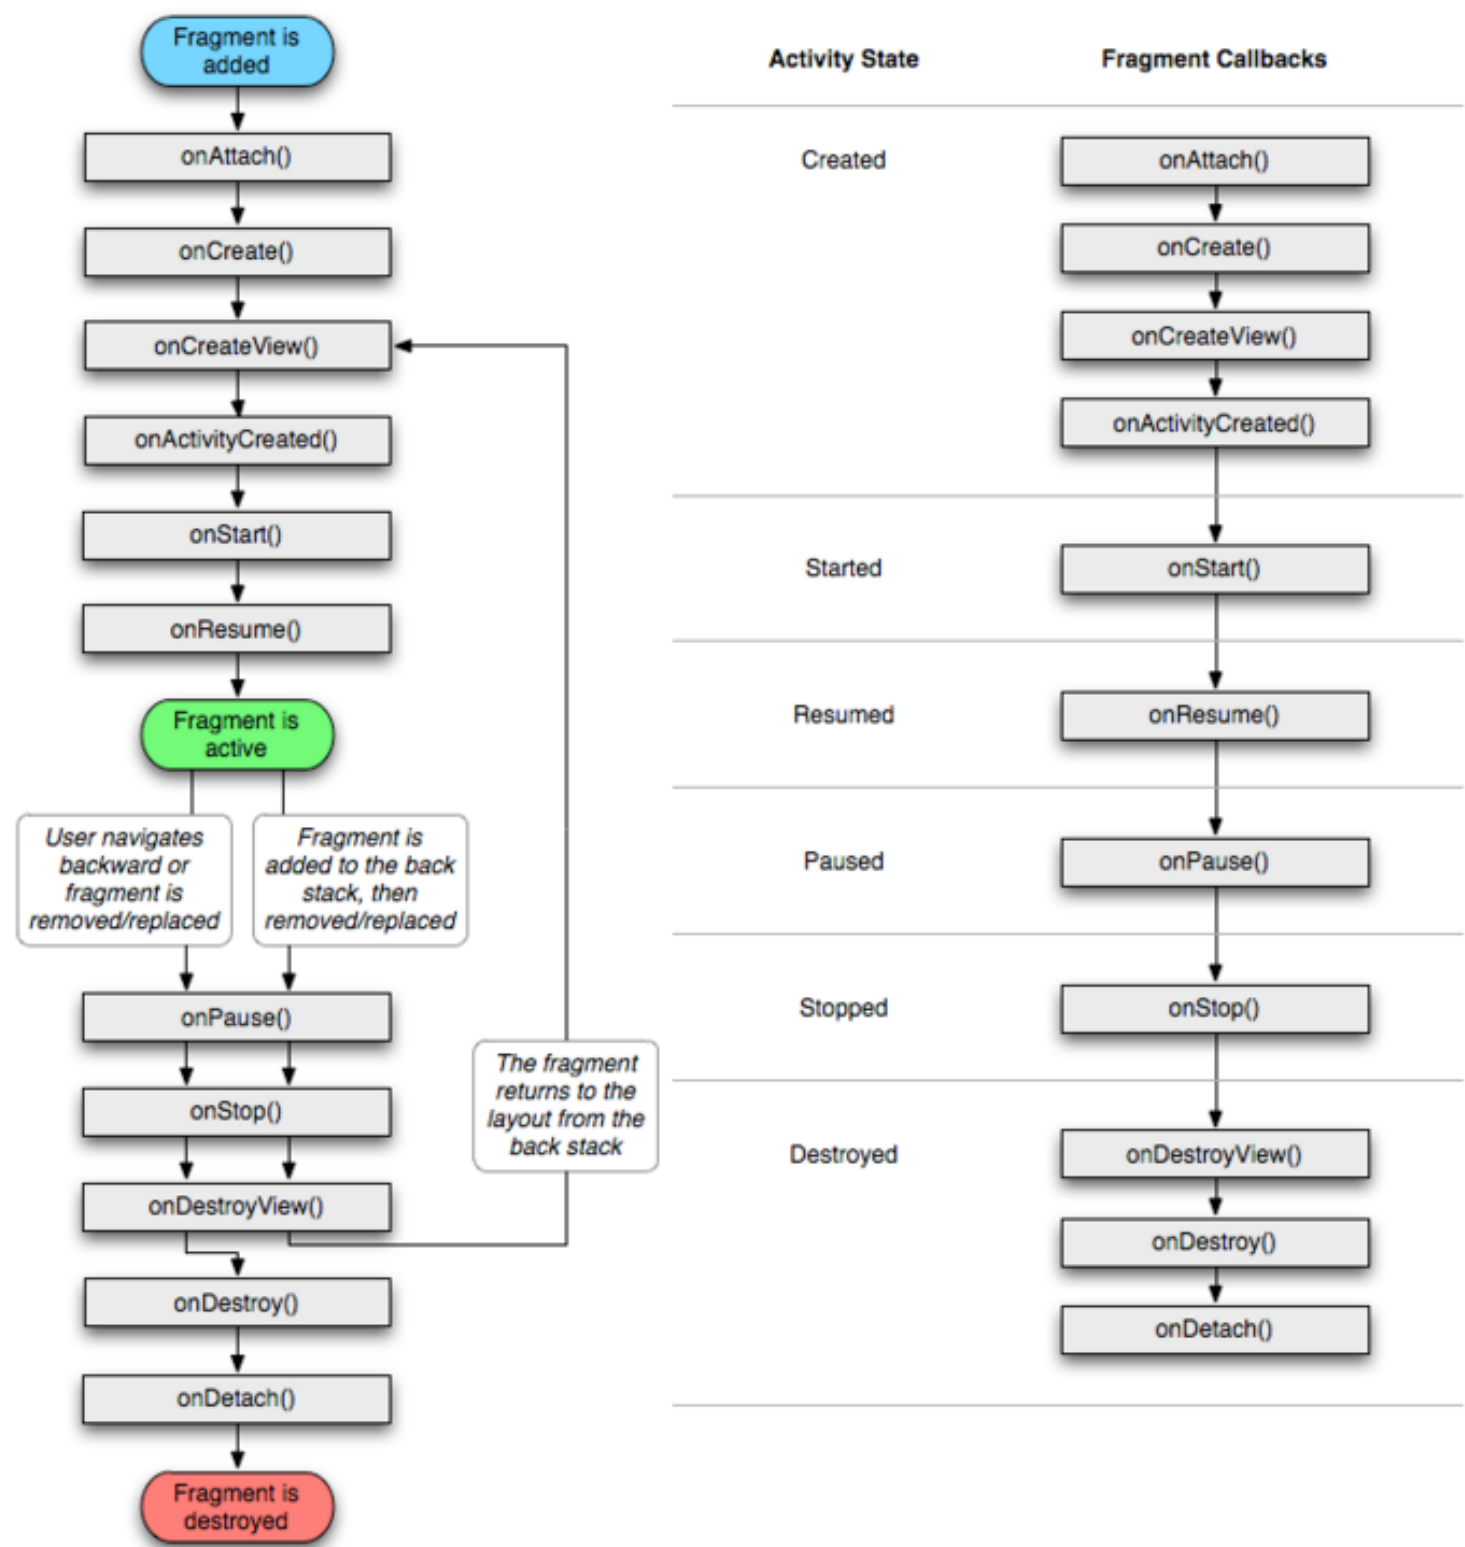 Fragment is
added
onAttach()
onCreate()
onCreateView()
onActivityCreated()
onStart()
onResume()
Fragment is
active
User navigates
backward or
fragment is
removed/replaced
Fragment is
added to the back
stack, then
removed/replaced
onPause()
onStop()
onDestroyView()
The fragment
returns to the
layout from the
back stack
onDestroy()
onDetach()
Fragment is
destroyed
Activity State
Fragment Callbacks
Created
onAttach()
onCreate()
onCreateView()
onActivityCreated()
Started
onStart()
Resumed
onResume()
Paused
onPause()
Stopped
onStop()
Destroyed
onDestroyView()
onDestroy()
onDetach()